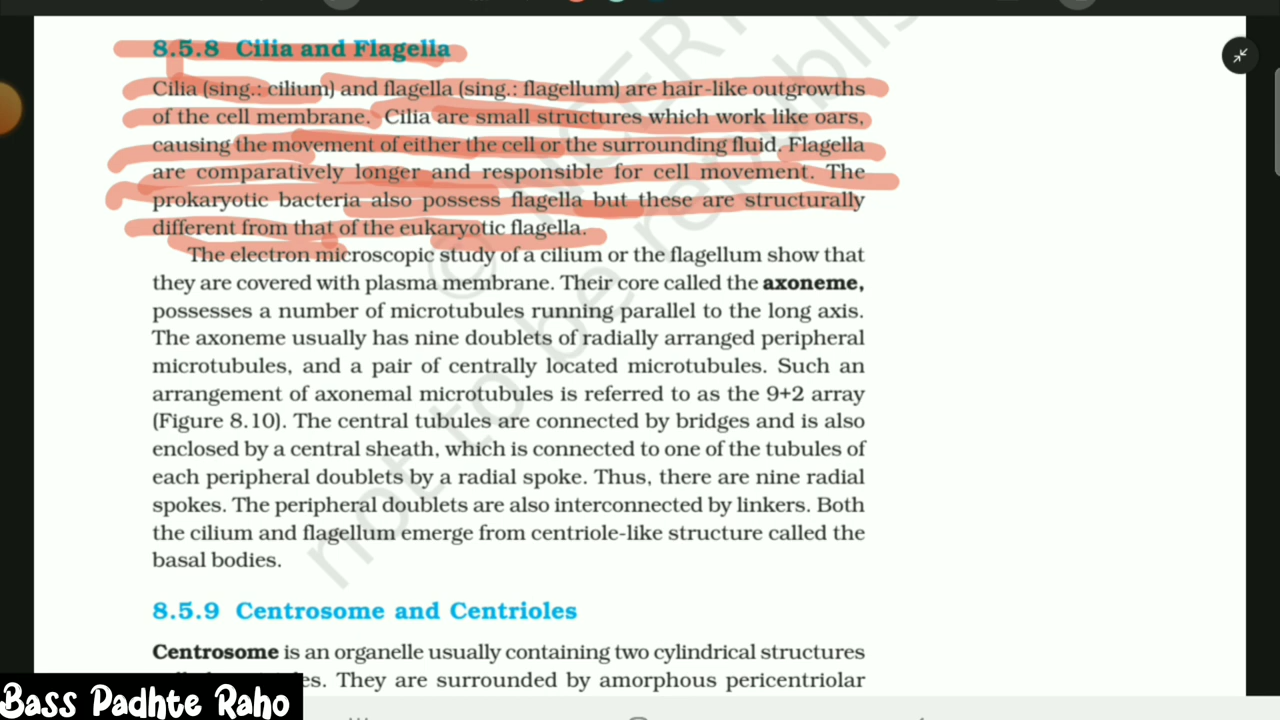 8.5.8 Cilia and Flagella
Cilia (sing.: cilium) and flagella (sing.: flagellum) are hair-like outgrowths
of the cell membrane. Cilia are small structures which work like oars,
causing the movement of either the cell or the surrounding fluid. Flagella
are comparatively longer and responsible for cell movement. The
prokaryotic bacteria also possess flagella but these are structurally
different from that of the eukaryotic flagella.
The electron microscopic study of a cilium or the flagellum show that
they are covered with plasma membrane. Their core called the axoneme,
possesses a number of microtubules running parallel to the long axis.
The axoneme usually has nine doublets of radially arranged peripheral
microtubules, and a pair of centrally located microtubules. Such an
arrangement of axonemal microtubules is referred to as the 9+2 array
(Figure 8.10). The central tubules are connected by bridges and is also
enclosed by a central sheath, which is connected to one of the tubules of
each peripheral doublets by a radial spoke. Thus, there are nine radial
spokes. The peripheral doublets are also interconnected by linkers. Both
the cilium and flagellum emerge from centriole-like structure called the
basal bodies.
8.5.9 Centrosome and Centrioles
Centrosome is an organelle usually containing two cylindrical structures
They are surrounded by amorphous pericentriolar
Bass Padhte Raho
© NCERT
not to be republis